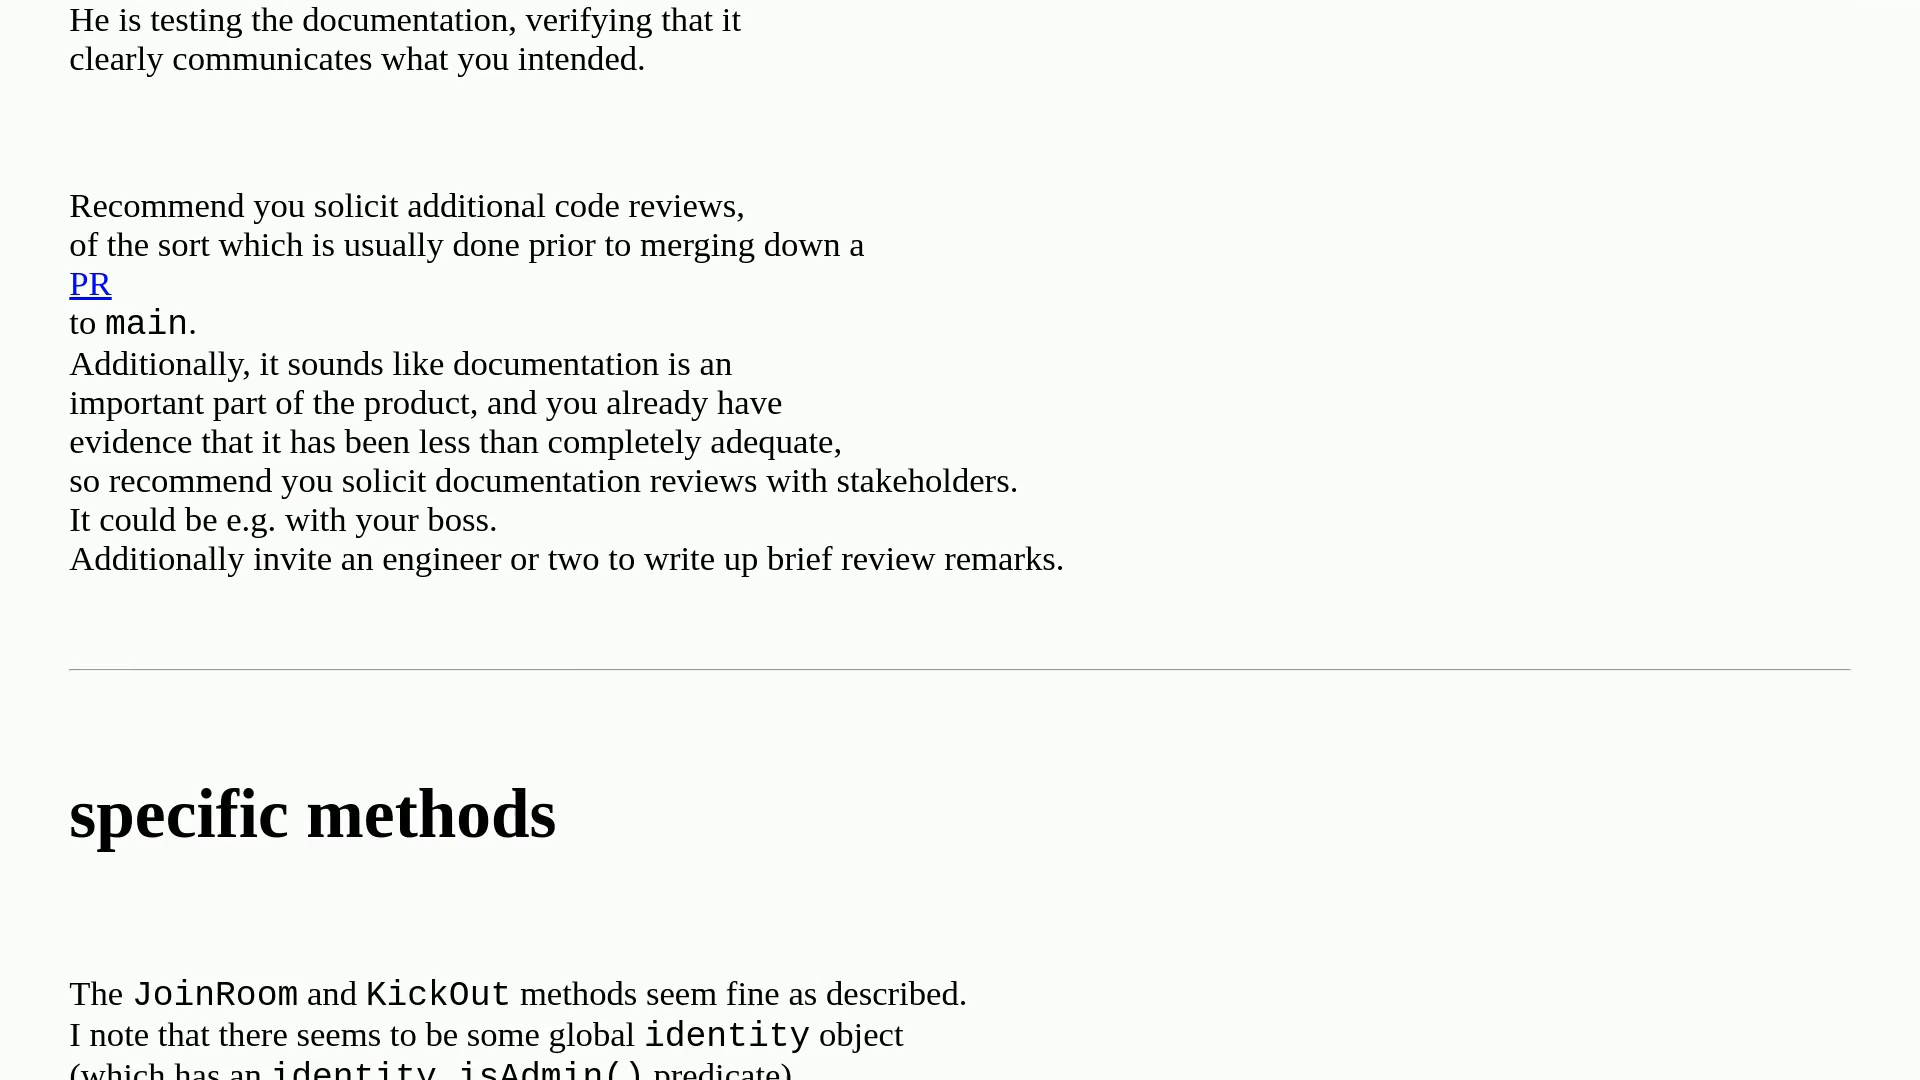 He is testing the documentation, verifying that it
clearly communicates what you intended.
Recommend you solicit additional code reviews,
of the sort which is usually done prior to merging down a
PR
to main.
Additionally, it sounds like documentation is an
important part of the product, and you already have
evidence that it has been less than completely adequate,
so recommend you solicit documentation reviews with stakeholders.
It could be e.g. with your boss.
Additionally invite an engineer or two to write up brief review remarks.
specific methods
The JoinRoom and KickOut methods seem fine as described.
I note that there seems to be some global identity object
(which has an identity.isAdmin() predicate)